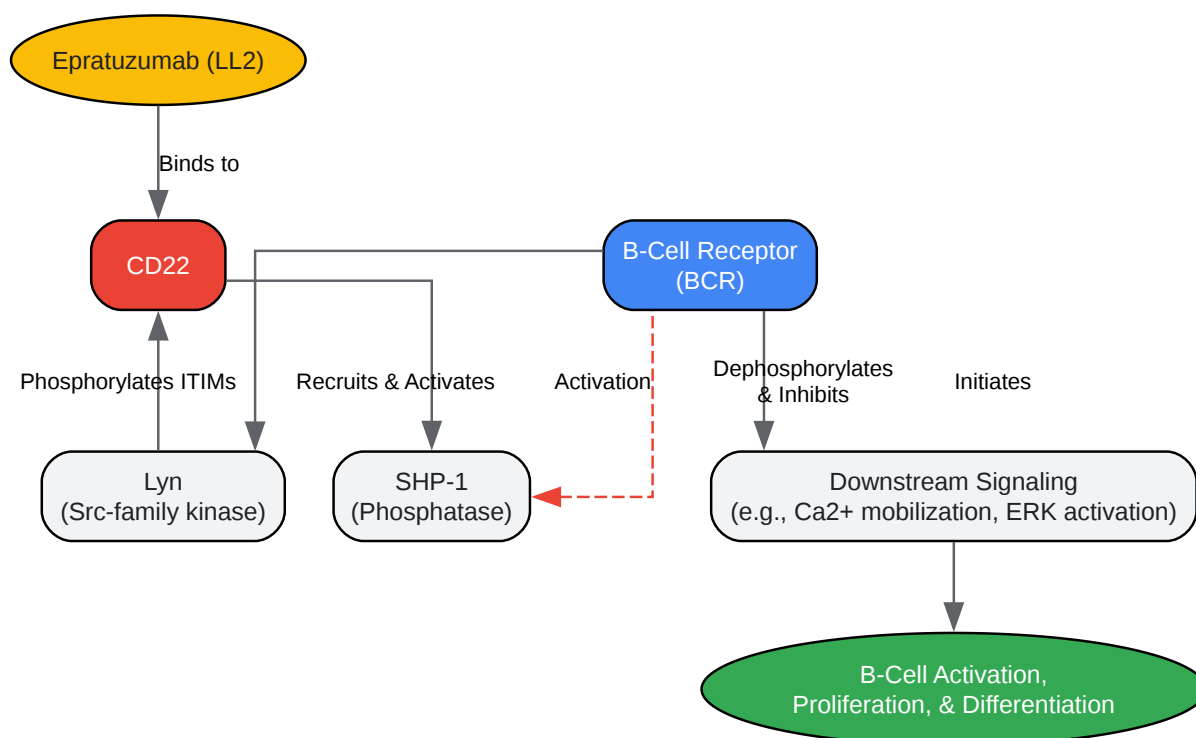 Epratuzumab (LL2)
Binds to
CD22
B-Cell Receptor
(BCR)
Phosphorylates ITIMs
Recruits & Activates
Activation
Dephosphorylates
& Inhibits
Initiates
Lyn
(Src-family kinase)
SHP-1
(Phosphatase)
Downstream Signaling
(e.g., Ca2+ mobilization, ERK activation)
B-Cell Activation,
Proliferation, & Differentiation